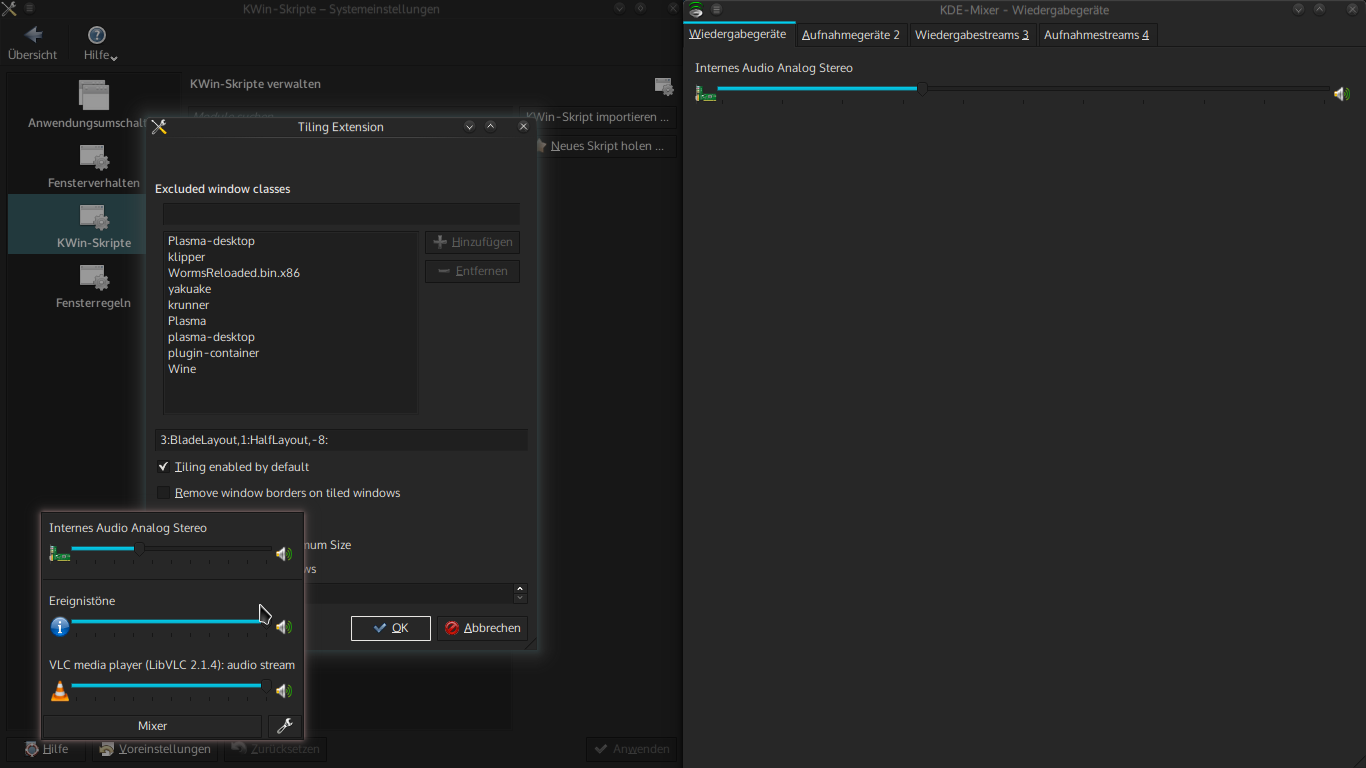 KWin-Skripte – Systemeinstellungen
Übersicht
Hilfe
KWin-Skripte verwalten
Anwendungsumschalt
Fensterverhalten
KWin-Skripte
Fensterregeln
KWin-Skript importieren ...
Neues Skript holen ...
Tiling Extension
Excluded window classes
Plasma-desktop
klipper
WormsReloaded.bin.x86
yakuake
krunner
Plasma
plasma-desktop
plugin-container
Wine
Hinzufügen
Entfernen
3:BladeLayout,1:HalfLayout,-8:
Tiling enabled by default
Remove window borders on tiled windows
Size
OK
Abbrechen
Internes Audio Analog Stereo
Ereignistöne
VLC media player (LibVLC 2.1.4): audio stream
Mixer
Hilfe
Voreinstellungen
Zurücksetzen
Anwenden
KDE-Mixer – Wiedergabegeräte
Wiedergabegeräte
Aufnahmegeräte 2
Wiedergabestreams 3
Aufnahmestreams 4
Internes Audio Analog Stereo